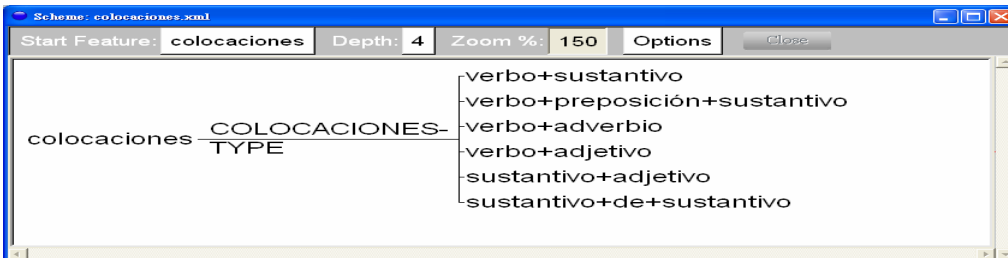 Scheme: colocaciones.xml
Start Feature: colocaciones Depth: 4 Zoom %: 150 Options Close
verbo+sustantivo
verbo+preposición+sustantivo
colocaciones COLOCACIONES-TYPE verbo+adverbio
verbo+adjetivo
sustantivo+adjetivo
sustantivo+de+sustantivo